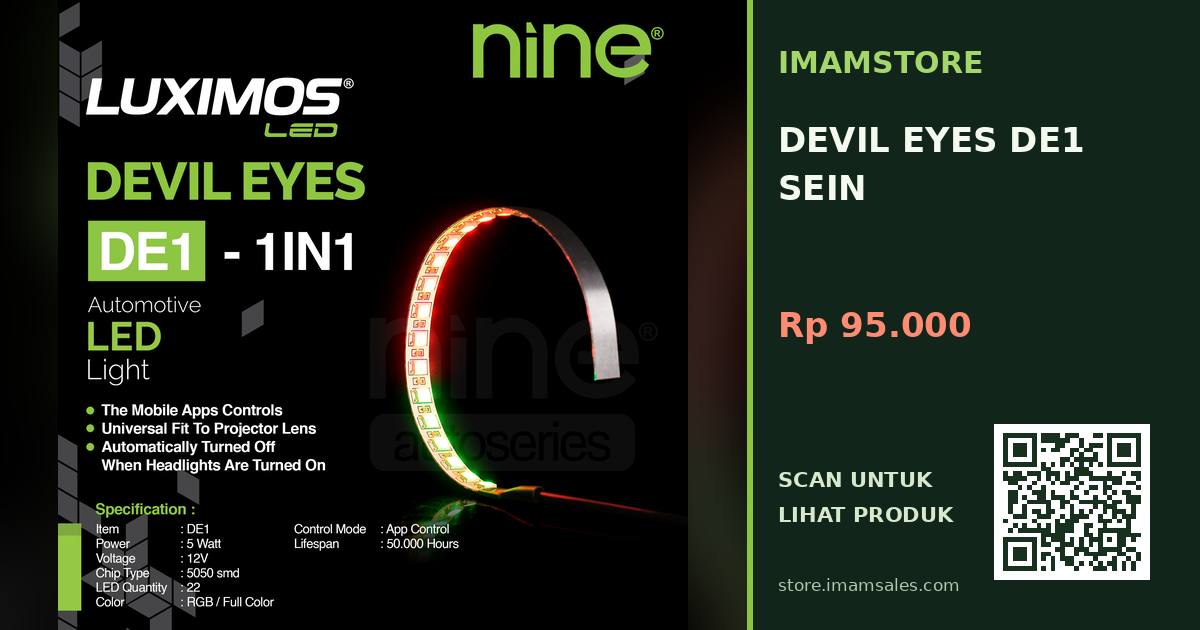 nine®
LUXIMOS®
LED
DEVIL EYES
DE1 - 1IN1
Automotive
LED
Light
The Mobile Apps Controls
Universal Fit To Projector Lens
Automatically Turned Off
When Headlights Are Turned On
Specification :
Item : DE1
Power : 5 Watt
Voltage : 12V
Chip Type : 5050 smd
LED Quantity : 22
Color : RGB / Full Color
Control Mode : App Control
Lifespan : 50.000 Hours
nine®
autoseries
IMAMSTORE
DEVIL EYES DE1
SEIN
Rp 95.000
SCAN UNTUK
LIHAT PRODUK
store.imamsales.com